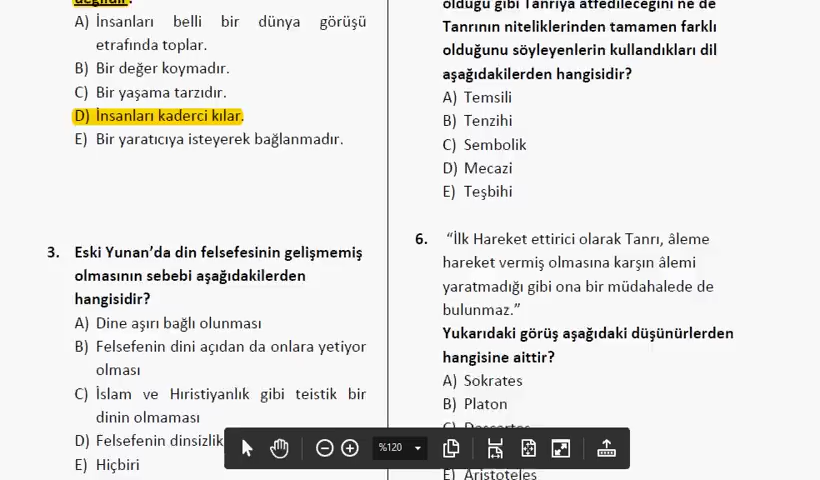 değildir?
A) İnsanları belli bir dünya görüşü
etrafında toplar.
B) Bir değer koymadır.
C) Bir yaşama tarzıdır.
D) İnsanları kaderci kılar.
E) Bir yaratıcıya isteyerek bağlanmadır.
3. Eski Yunan’da din felsefesinin gelişmemiş
olmasının sebebi aşağıdakilerden
hangisidir?
A) Dine aşırı bağlı olunması
B) Felsefenin dini açıdan da onlara yetiyor
olması
C) İslam ve Hıristiyanlık gibi teistik bir
dinin olmaması
D) Felsefenin dinsizlik
E) Hiçbiri
olduğu gibi Tanrıya atfedileceğini ne de
Tanrının niteliklerinden tamamen farklı
olduğunu söyleyenlerin kullandıkları dil
aşağıdakilerden hangisidir?
A) Temsili
B) Tenzihi
C) Sembolik
D) Mecazi
E) Teşbihi
6. “İlk Hareket ettirici olarak Tanrı, âleme
hareket vermiş olmasına karşın âlemi
yaratmadığı gibi ona bir müdahalede de
bulunmaz.”
Yukarıdaki görüş aşağıdaki düşünürlerden
hangisine aittir?
A) Sokrates
B) Platon
C) Descartes
E) Aristoteles
%120